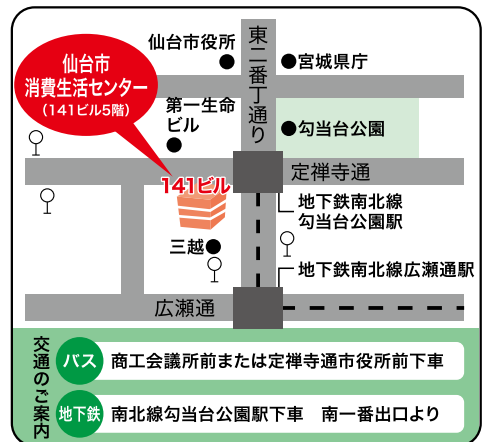 仙台市役所
東二番丁通り
宮城県庁
仙台市
消費生活センター
(141ビル5階)
第一生命
ビル
勾当台公園
定禅寺通
141ビル
地下鉄南北線
勾当台公園駅
三越
地下鉄南北線広瀬通駅
広瀬通
交通のご案内
バス
商工会議所前または定禅寺通市役所前下車
地下鉄
南北線勾当台公園駅下車　南一番出口より